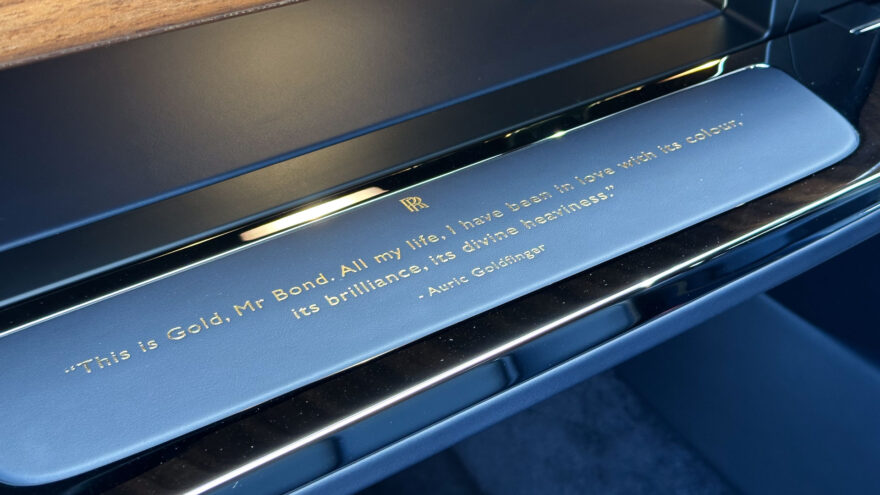 RR
“This is Gold, Mr Bond. All my life, I have been in love with its colour,
its brilliance, its divine heaviness.”
- Auric Goldfinger